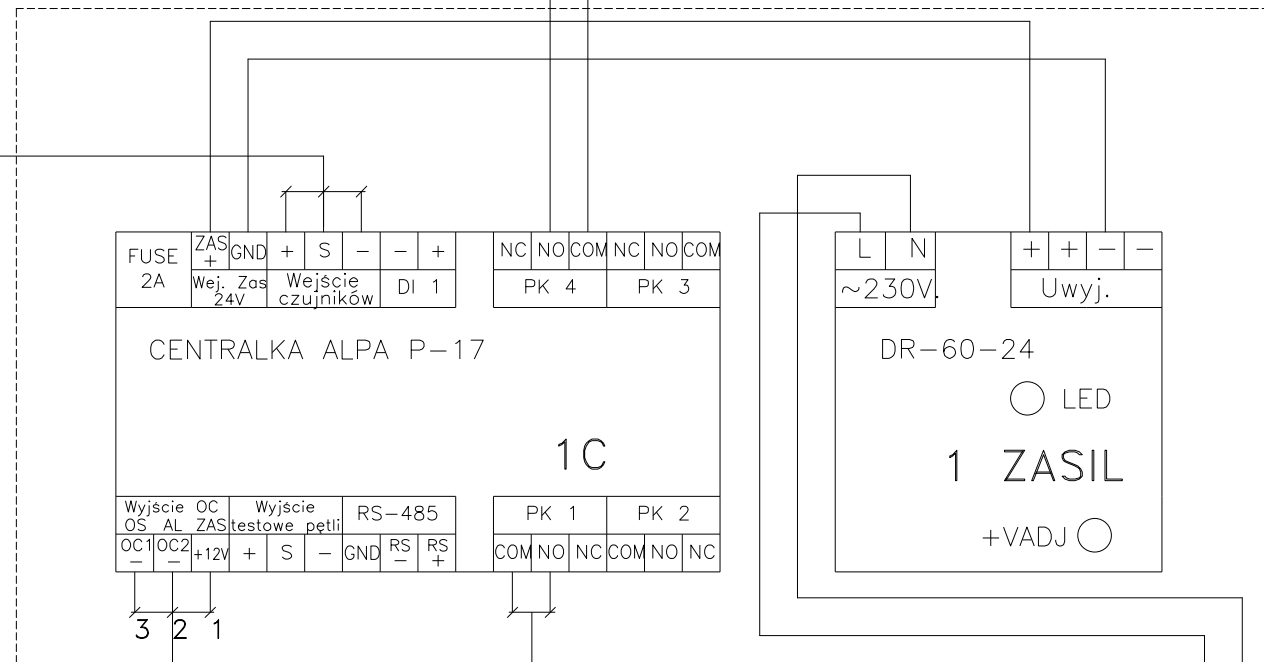 FUSE
2A
ZAS
+
GND
+
S
−
−
+
Wej. Zas
24V
Wejście
czujników
DI 1
NC
NO
COM
NC
NO
COM
PK 4
PK 3
CENTRALKA ALPA P−17
1C
Wyjście OC
OS AL ZAS
Wyjście
testowe pętli
RS−485
OC1
−
OC2
−
+12V
+
S
−
GND
RS
−
RS
+
PK 1
PK 2
COM
NO
NC
COM
NO
NC
3
2
1
L
N
~230V.
+
+
−
−
Uwyj.
DR−60−24
LED
1 ZASIL
+VADJ